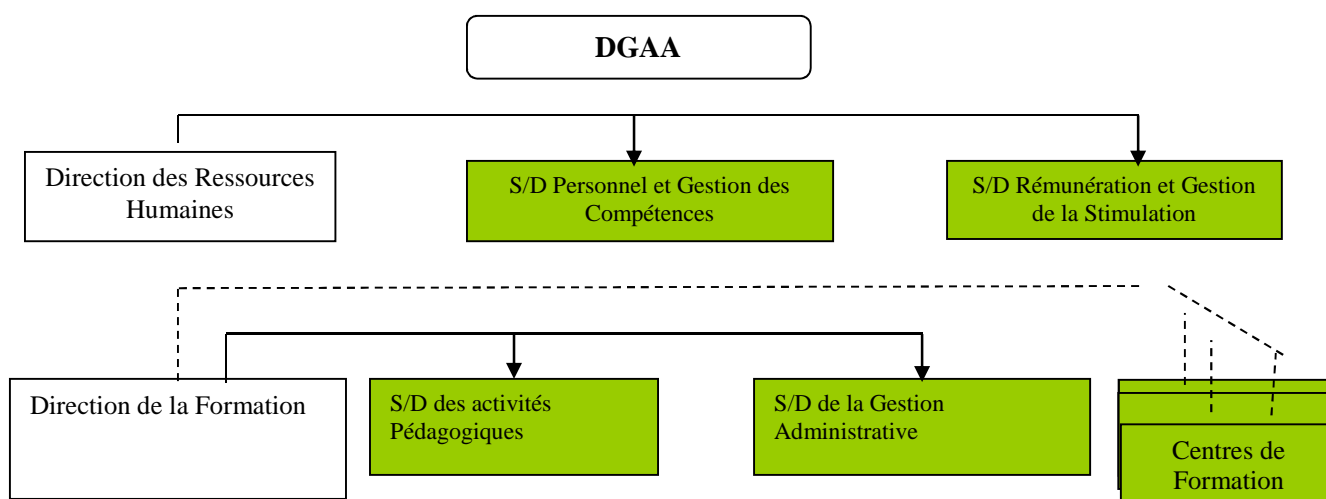 DGAA
Direction des Ressources
Humaines
S/D Personnel et Gestion des
Compétences
S/D Rémunération et Gestion
de la Stimulation
Direction de la Formation
S/D des activités
Pédagogiques
S/D de la Gestion
Administrative
Centres de
Formation